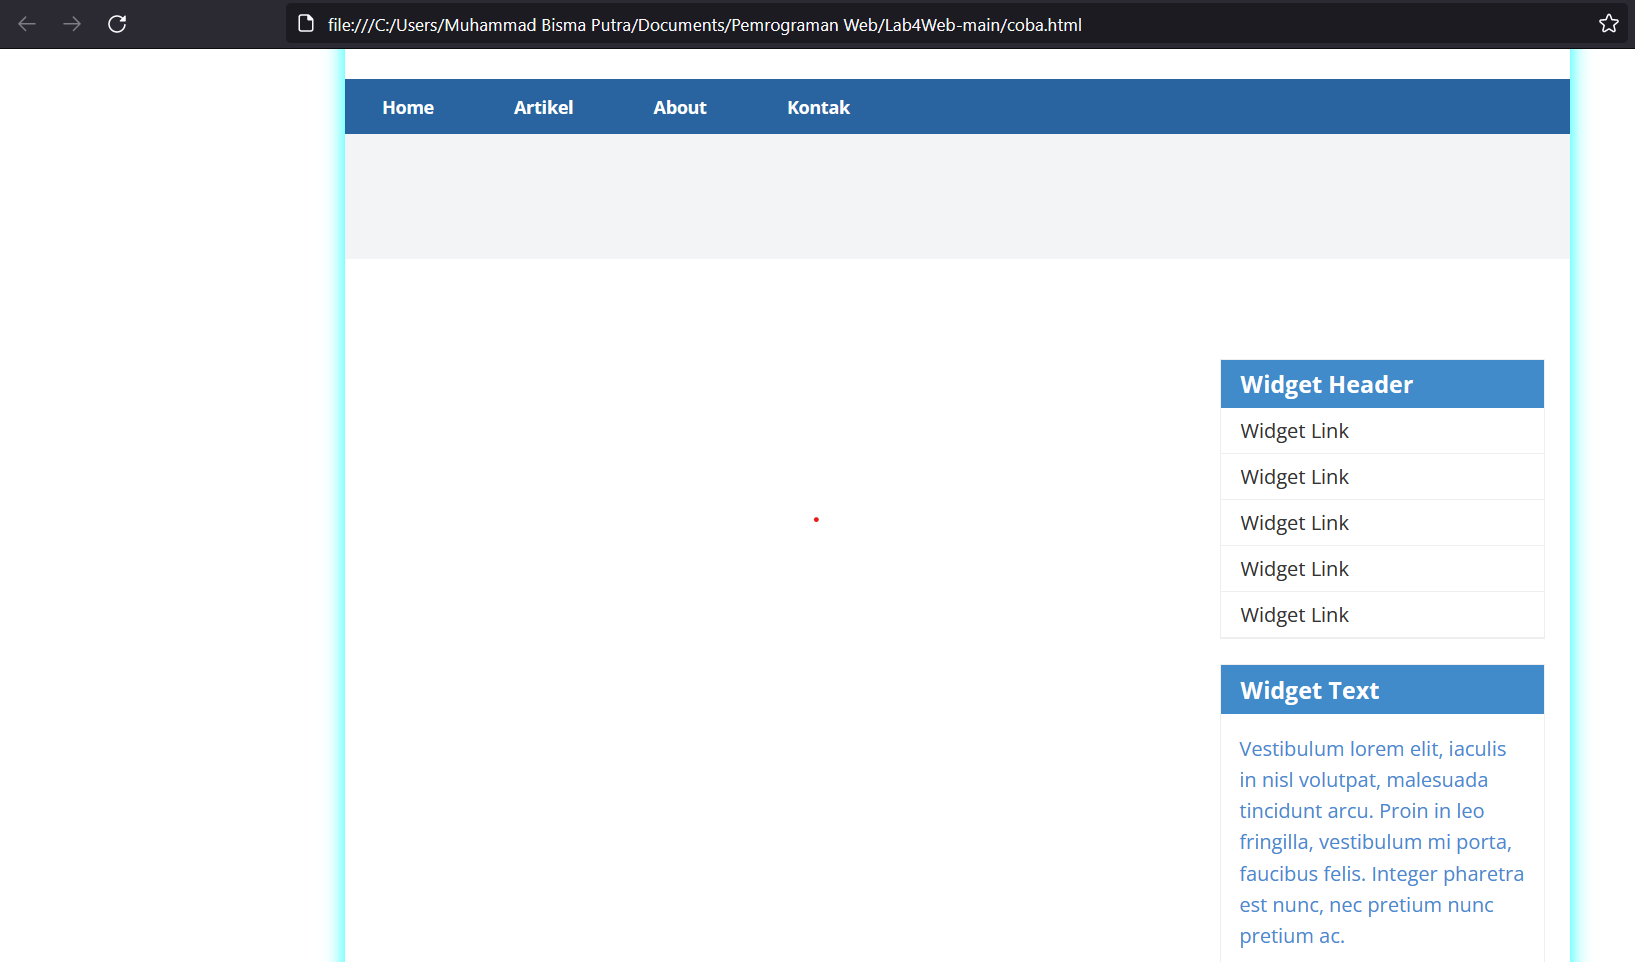 file:///C:/Users/Muhammad Bisma Putra/Documents/Pemrograman Web/Lab4Web-main/coba.html
Home Artikel About Kontak
Widget Header
Widget Link
Widget Link
Widget Link
Widget Link
Widget Link
Widget Text
Vestibulum lorem elit, iaculis
in nisl volutpat, malesuada
tincidunt arcu. Proin in leo
fringilla, vestibulum mi porta,
faucibus felis. Integer pharetra
est nunc, nec pretium nunc
pretium ac.